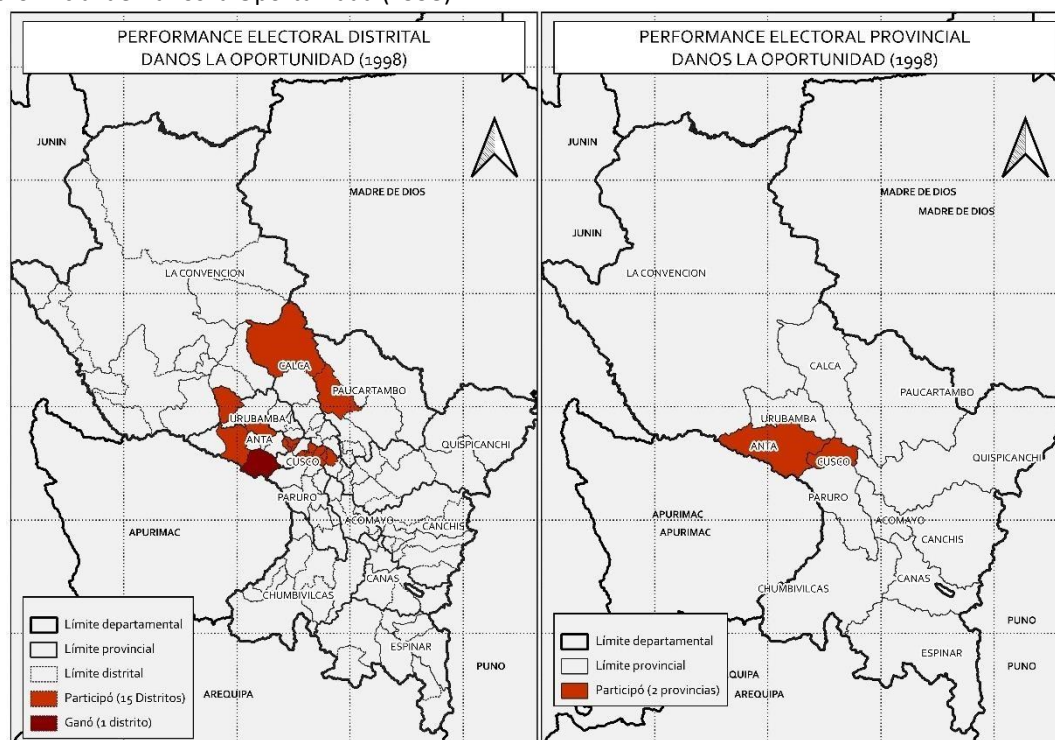 PERFORMANCE ELECTORAL DISTRITAL
DANOS LA OPORTUNIDAD (1998)
JUNIN
MADRE DE DIOS
LA CONVENCION
CALCA
PAUCARTAMBO
URUBAMBA
ANTA
CUSCO
QUISPICANCHI
PARURO
APURIMAC
ACOMAYO
CANCHIS
CANAS
CHUMBIVILCAS
ESPINAR
PUNO
AREQUIPA
Límite departamental
Límite provincial
Límite distrital
Participó (15 Distritos)
Ganó (1 distrito)
PERFORMANCE ELECTORAL PROVINCIAL
DANOS LA OPORTUNIDAD (1998)
JUNIN
MADRE DE DIOS
MADRE DE DIOS
JUNIN
LA CONVENCION
CALCA
PAUCARTAMBO
URUBAMBA
ANTA
CUSCO
QUISPICANCHI
PARURO
APURIMAC
APURIMAC
ACOMAYO
CANCHIS
CANAS
CHUMBIVILCAS
PUNO
ESPINAR
PUNO
QUIPA
AREQUIPA
Límite departamental
Límite provincial
Participó (2 provincias)